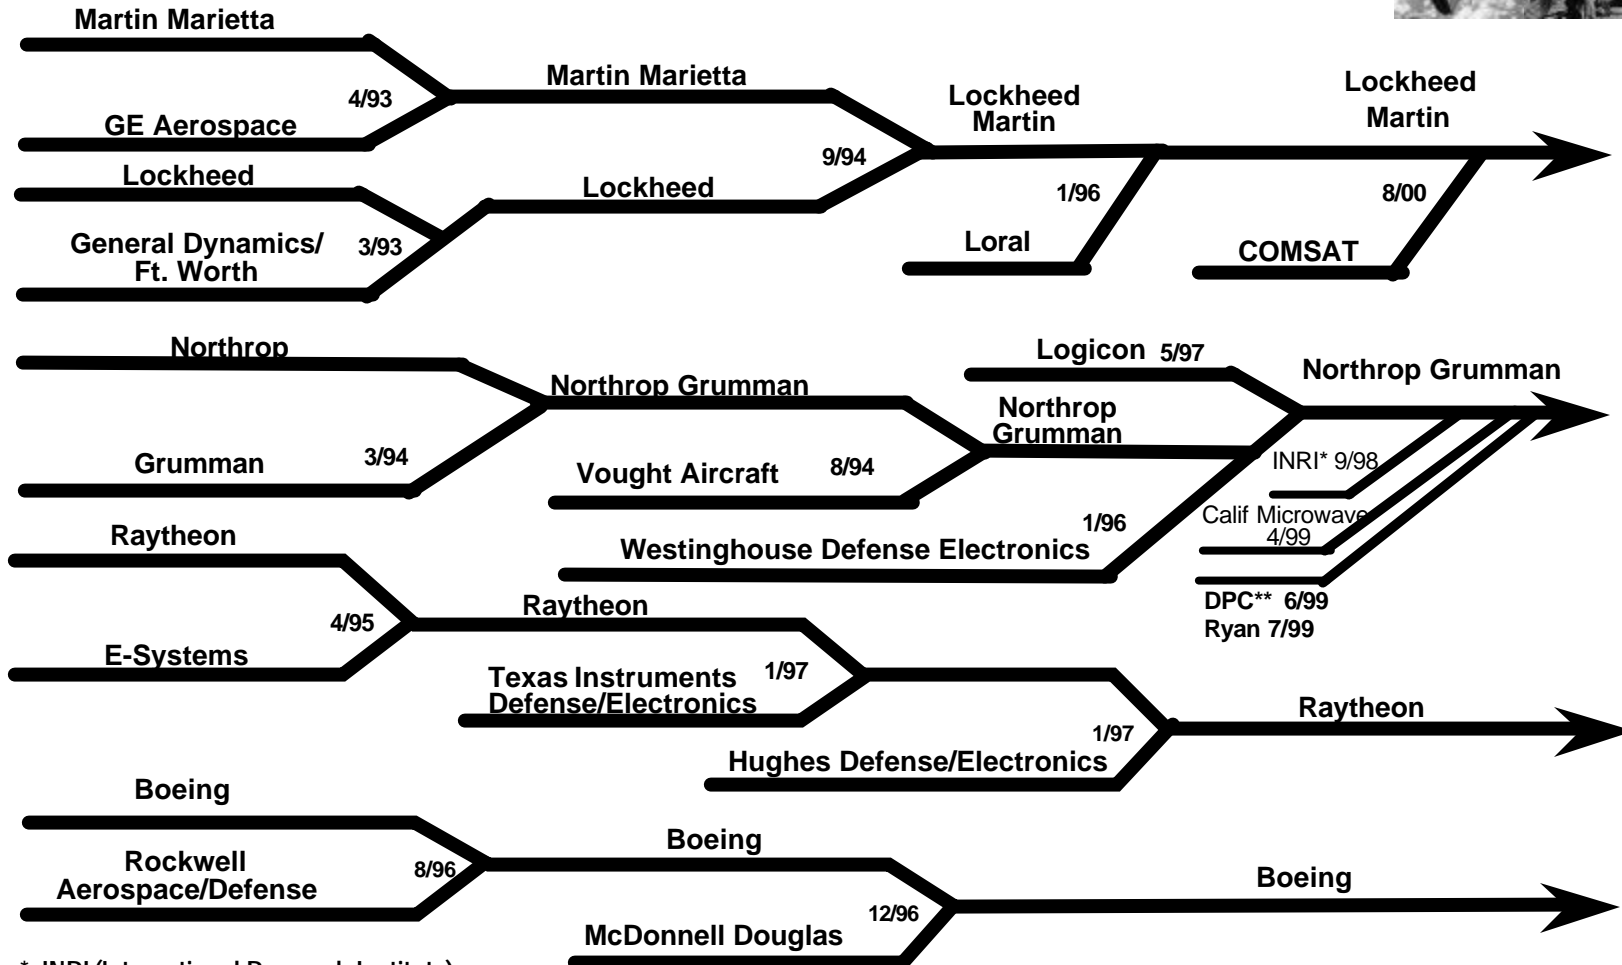 Martin Marietta
4/93
GE Aerospace
Martin Marietta
Lockheed
General Dynamics/
Ft. Worth
3/93
Lockheed
9/94
Lockheed
Martin
1/96
Loral
Lockheed
Martin
8/00
COMSAT
Northrop
Grumman
3/94
Northrop Grumman
Vought Aircraft
8/94
Northrop
Grumman
Logicon 5/97
Westinghouse Defense Electronics
1/96
Northrop Grumman
INRI* 9/98
Calif Microwave
4/99
DPC** 6/99
Ryan 7/99
Raytheon
4/95
E-Systems
Raytheon
Texas Instruments
Defense/Electronics
1/97
Hughes Defense/Electronics
1/97
Raytheon
Boeing
Rockwell
Aerospace/Defense
8/96
Boeing
McDonnell Douglas
12/96
Boeing
* INRI (International Research Institute)